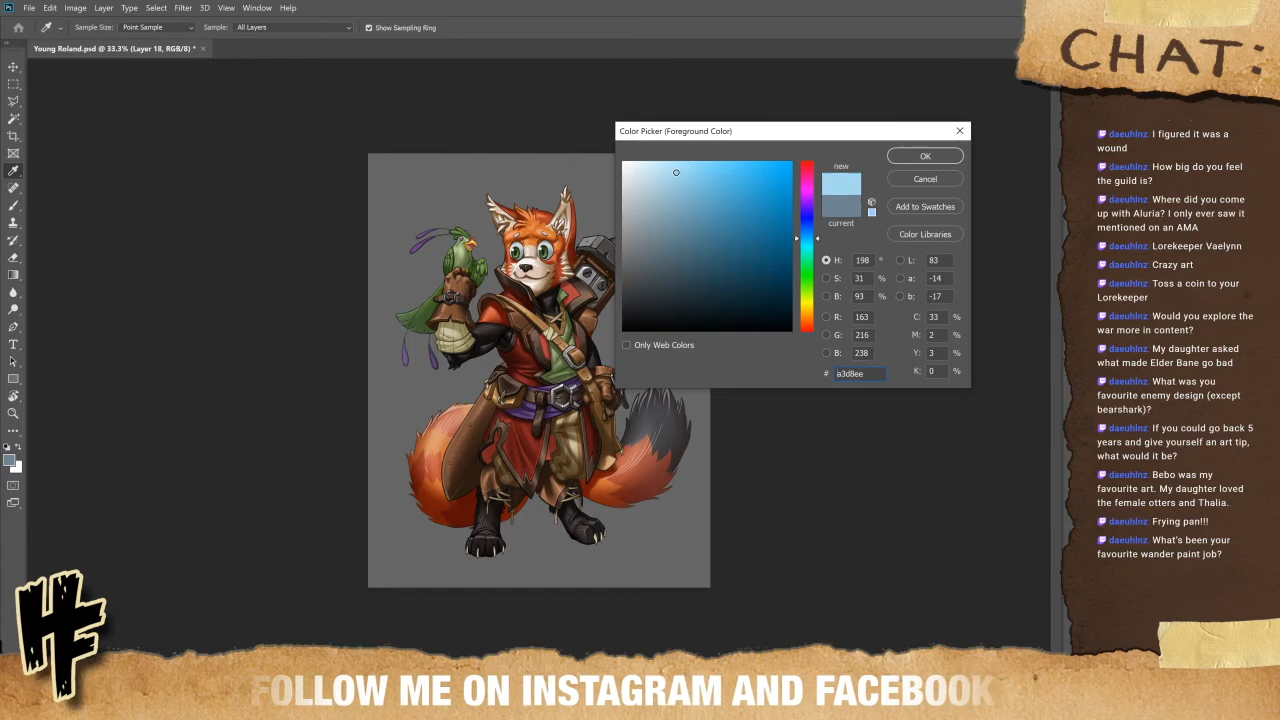 Ps File Edit Image Layer Type Select Filter 3D View Window Help
Sample Size: Point Sample Sample: All Layers Show Sampling Ring
Young Roland.psd @ 33.3% (Layer 18, RGB/8) * ×
Color Picker (Foreground Color)
new
current
OK
Cancel
Add to Swatches
Color Libraries
H: 198 ° L: 83
S: 31 % a: -14
B: 93 % b: -17
R: 163 C: 33 %
G: 216 M: 2 %
B: 238 Y: 3 %
# a3d8ee K: 0 %
Only Web Colors
CHAT:
daeuhlnz: I figured it was a
wound
daeuhlnz: How big do you feel
the guild is?
daeuhlnz: Where did you come
up with Aluria? I only ever saw it
mentioned on an AMA
daeuhlnz: Lorekeeper Vaelynn
daeuhlnz: Crazy art
daeuhlnz: Toss a coin to your
Lorekeeper
daeuhlnz: Would you explore the
war more in content?
daeuhlnz: My daughter asked
what made Elder Bane go bad
daeuhlnz: What was you
favourite enemy design (except
bearshark)?
daeuhlnz: If you could go back 5
years and give yourself an art tip,
what would it be?
daeuhlnz: Bebo was my
favourite art. My daughter loved
the female otters and Thalia.
daeuhlnz: Frying pan!!!
daeuhlnz: What's been your
favourite wander paint job?
HF
FOLLOW ME ON INSTAGRAM AND FACEBOOK